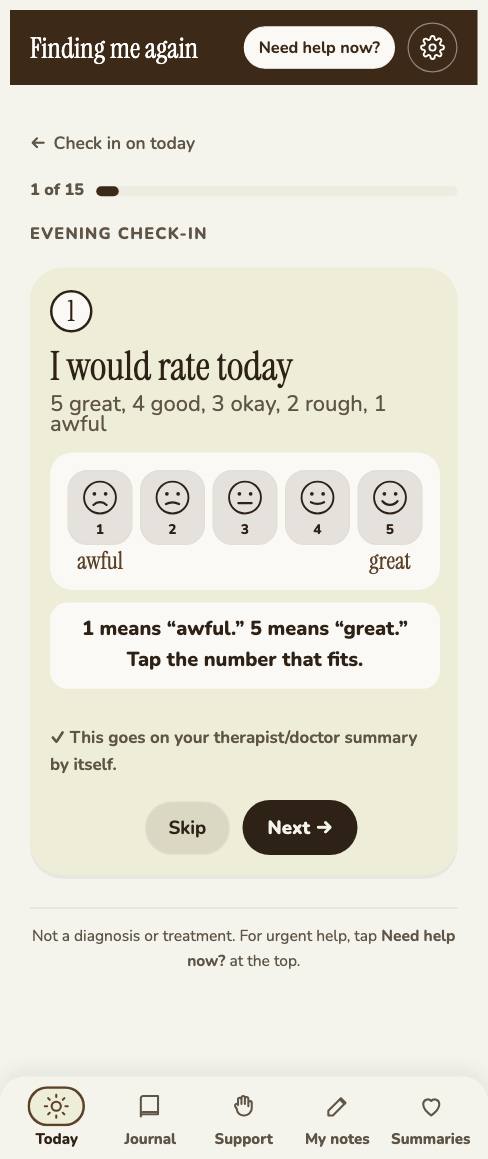 Finding me again
Need help now?
← Check in on today
1 of 15
EVENING CHECK-IN
1
I would rate today
5 great, 4 good, 3 okay, 2 rough, 1
awful
1 2 3 4 5
awful great
1 means “awful.” 5 means “great.”
Tap the number that fits.
✓ This goes on your therapist/doctor summary
by itself.
Skip
Next →
Not a diagnosis or treatment. For urgent help, tap Need help
now? at the top.
Today Journal Support My notes Summaries